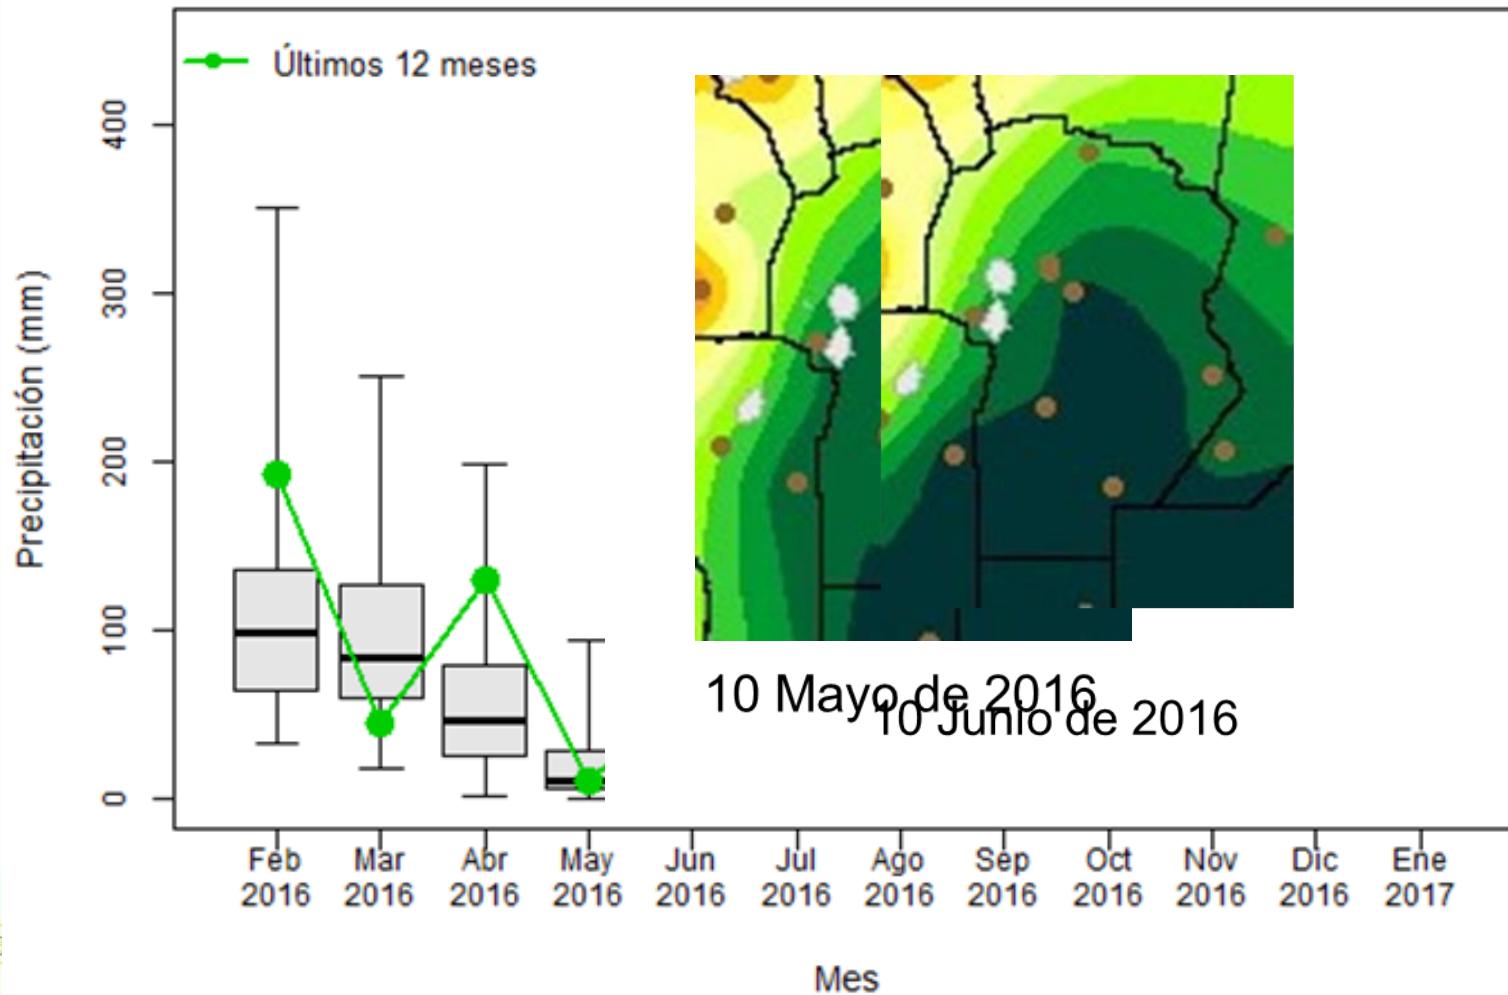 Últimos 12 meses
Precipitación (mm)
400
300
200
100
0
10 Mayo de 2016
10 Junio de 2016
Feb Mar Abr May Jun Jul Ago Sep Oct Nov Dic Ene
2016 2016 2016 2016 2016 2016 2016 2016 2016 2016 2016 2017
Mes